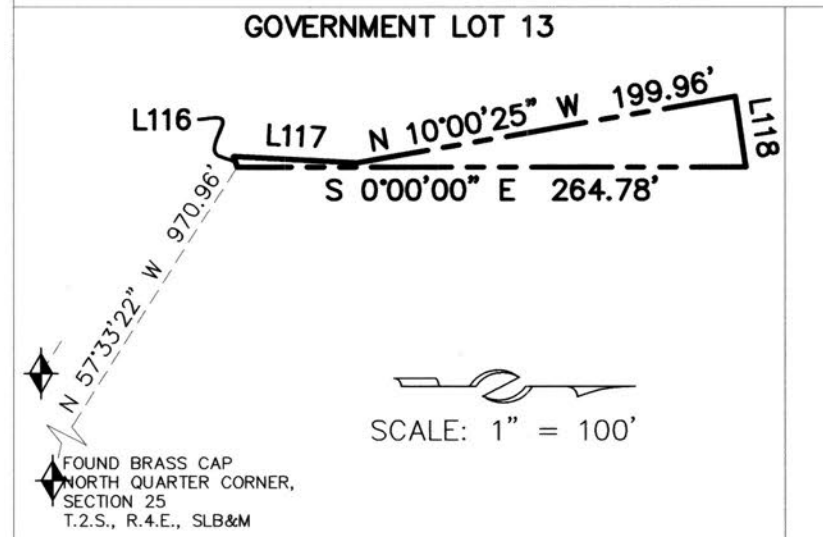 GOVERNMENT LOT 13
L116
L117
N 10°00'25" W 199.96'
L118
S 0°00'00" E 264.78'
N 57°33'22" W 970.96'
SCALE: 1" = 100'
FOUND BRASS CAP
NORTH QUARTER CORNER,
SECTION 25
T.2.S., R.4.E., SLB&M